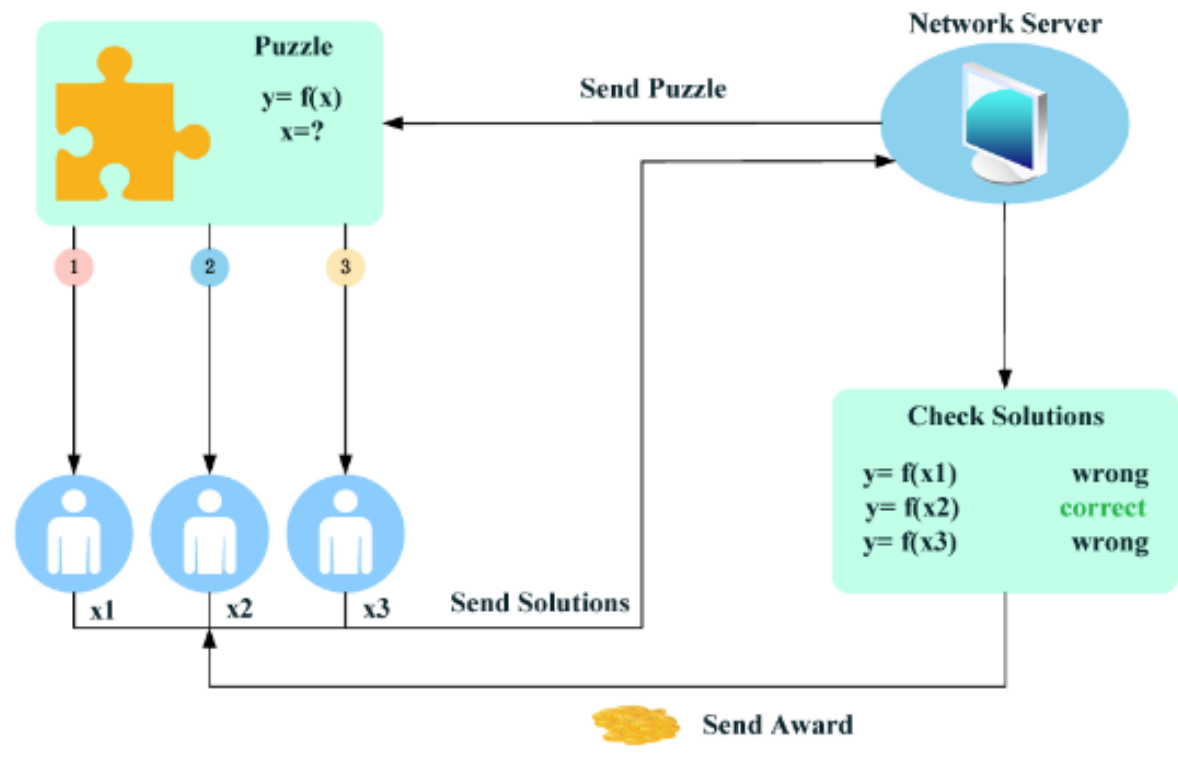 Network Server
Puzzle
y= f(x)
x=?
Send Puzzle
1
2
3
Check Solutions
y= f(x1) wrong
y= f(x2) correct
y= f(x3) wrong
x1
x2
x3
Send Solutions
Send Award